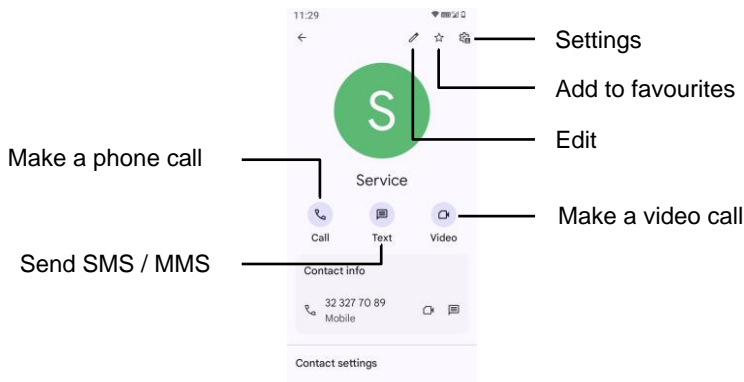 11:29
Settings
Add to favourites
S
Edit
Make a phone call
Service
Make a video call
Call Text Video
Send SMS / MMS
Contact info
32 327 70 89
Mobile
Contact settings